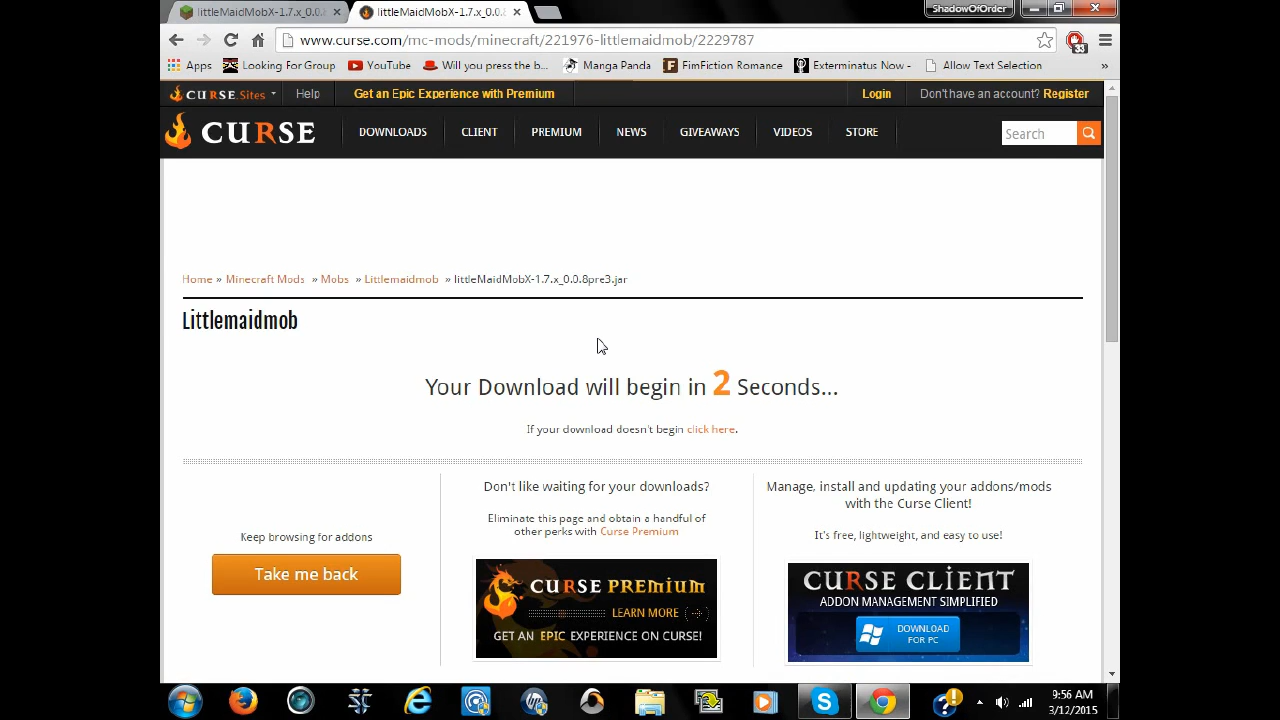 littleMaidMobX-1.7.x_0.0.
littleMaidMobX-1.7.x_0.0.8
ShadowOfOrder
www.curse.com/mc-mods/minecraft/221976-littlemaidmob/2229787
33
Apps
Looking For Group
YouTube
Will you press the b...
Manga Panda
FimFiction Romance
Exterminatus Now -
Allow Text Selection
»
CURSE.Sites
Help
Get an Epic Experience with Premium
Login
Don't have an account? Register
CURSE
DOWNLOADS
CLIENT
PREMIUM
NEWS
GIVEAWAYS
VIDEOS
STORE
Search
Home » Minecraft Mods » Mobs » Littlemaidmob » littleMaidMobX-1.7.x_0.0.8pre3.jar
Littlemaidmob
Your Download will begin in 2 Seconds...
If your download doesn't begin click here.
Keep browsing for addons
Take me back
Don't like waiting for your downloads?
Eliminate this page and obtain a handful of
other perks with Curse Premium
CURSE PREMIUM
LEARN MORE
GET AN EPIC EXPERIENCE ON CURSE!
Manage, install and updating your addons/mods
with the Curse Client!
It's free, lightweight, and easy to use!
CURSE CLIENT
ADDON MANAGEMENT SIMPLIFIED
DOWNLOAD
FOR PC
9:56 AM
3/12/2015